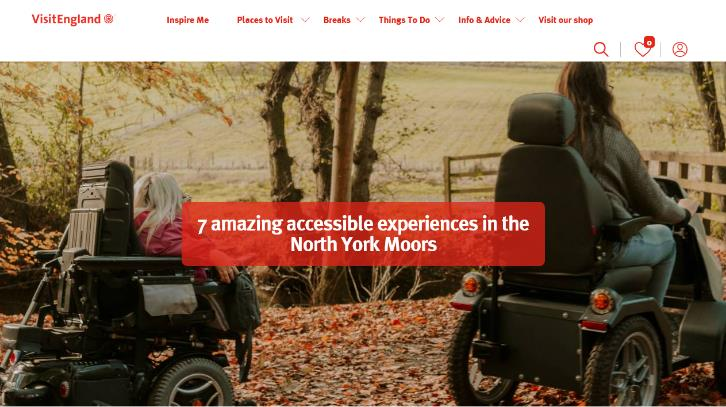 VisitEngland
Inspire Me
Places to Visit
Breaks
Things To Do
Info & Advice
Visit our shop
0
7 amazing accessible experiences in the
North York Moors